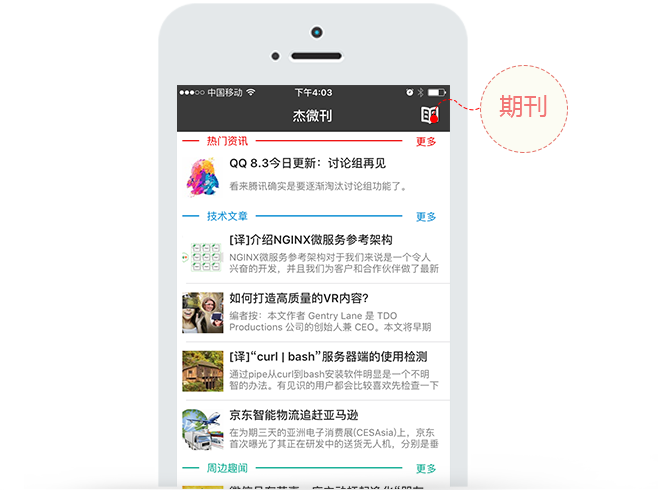 中国移动
下午4:03
杰微刊
期刊
热门资讯
更多
QQ 8.3今日更新：讨论组再见
看来腾讯确实是要逐渐淘汰讨论组功能了。
技术文章
更多
[译]介绍NGINX微服务参考架构
NGINX微服务参考架构对于我们来说是一个令人
兴奋的开发，并且我们为客户和合作伙伴做了最新
如何打造高质量的VR内容?
编者按：本文作者 Gentry Lane 是 TDO
Productions 公司的创始人兼 CEO。本文将早期
[译]“curl | bash”服务器端的使用检测
通过pipe从curl到bash安装软件明显是一个不明
智的办法。有见识的用户都会比较喜欢先检查一下
京东智能物流追赶亚马逊
在为期三天的亚洲电子消费展(CESAsia)上，京东
首次曝光了其正在研发中的送货无人机，分别是垂
周边趣闻
更多